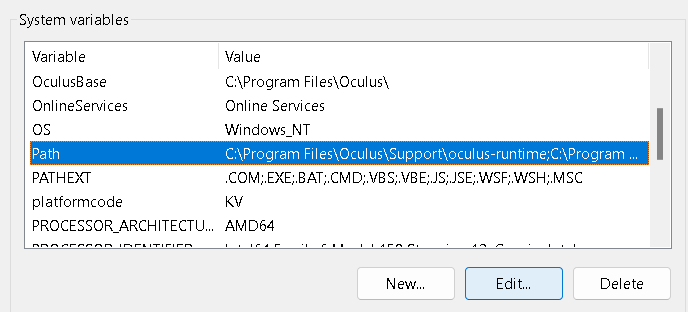 System variables
Variable Value
OculusBase C:\Program Files\Oculus\
OnlineServices Online Services
OS Windows_NT
Path C:\Program Files\Oculus\Support\oculus-runtime;C:\Program ...
PATHEXT .COM;.EXE;.BAT;.CMD;.VBS;.VBE;.JS;.JSE;.WSF;.WSH;.MSC
platformcode KV
PROCESSOR_ARCHITECTU... AMD64
New... Edit... Delete